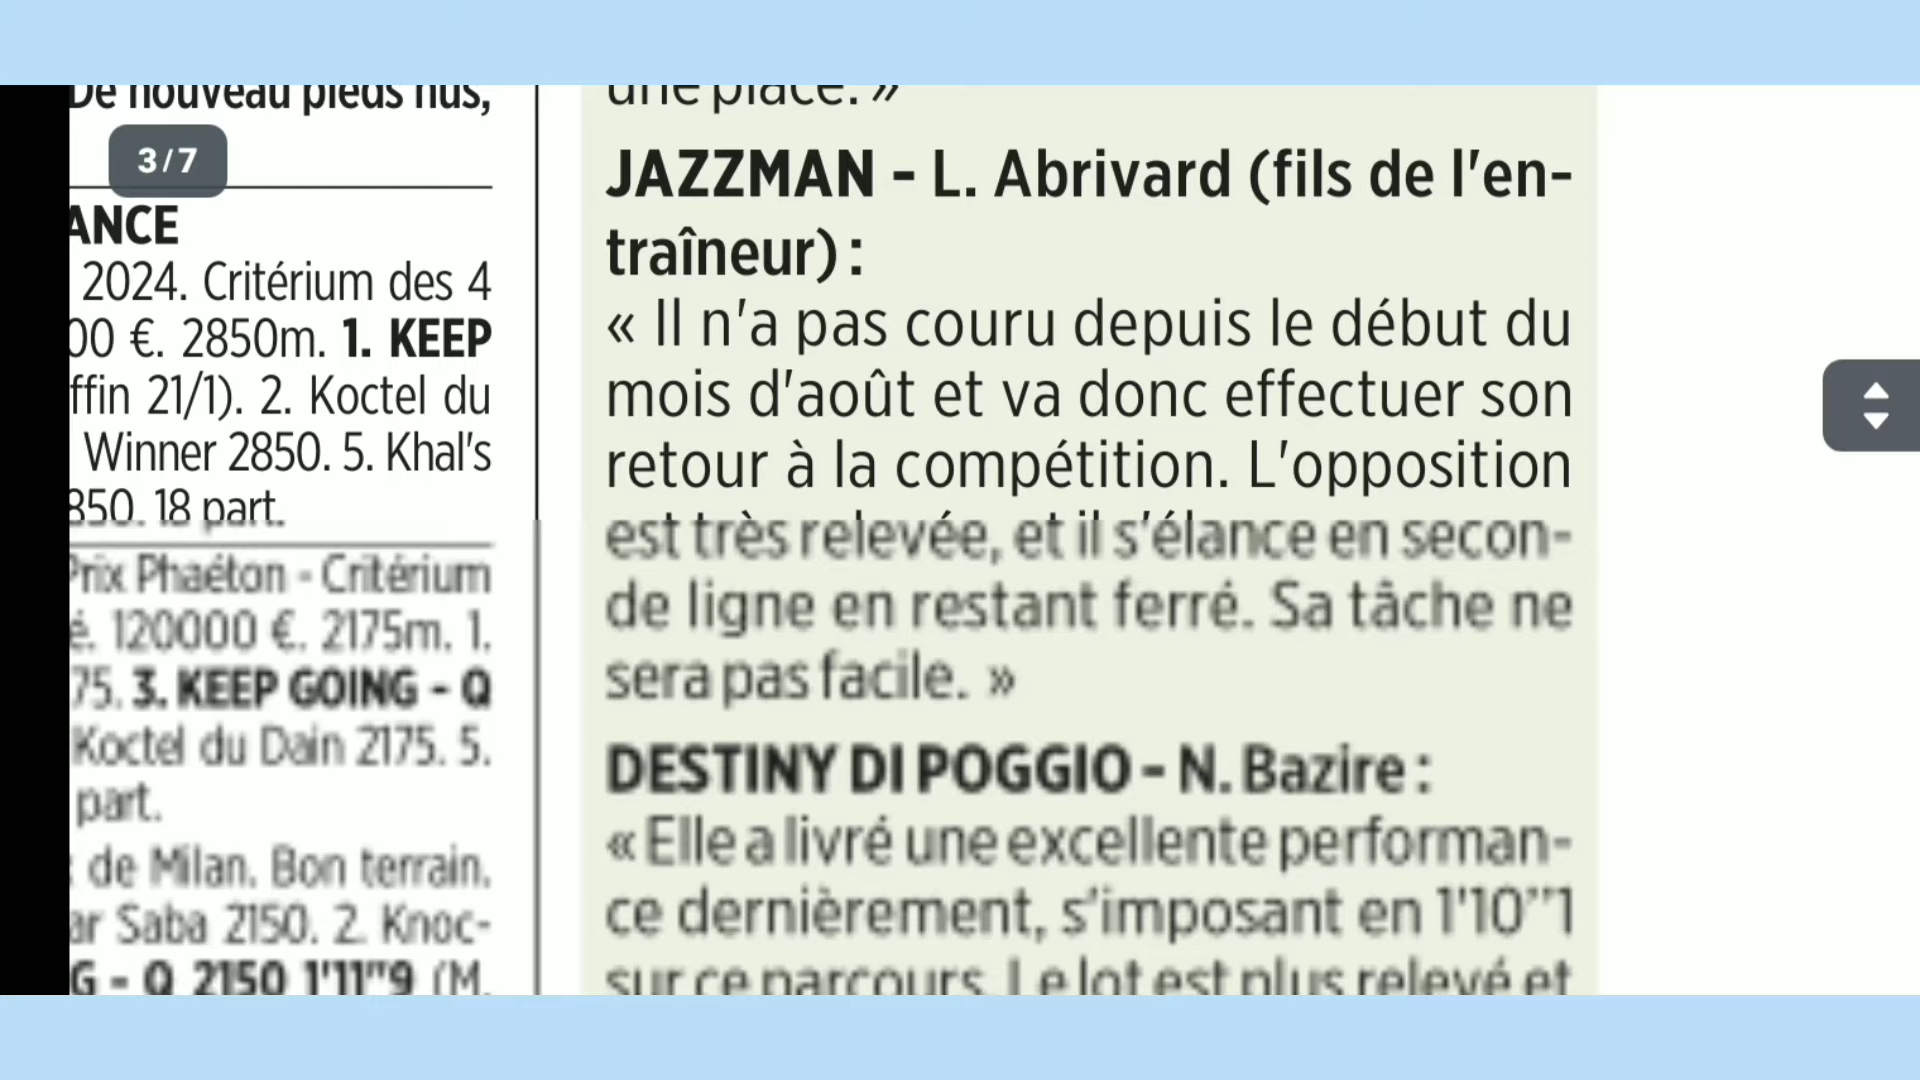 De nouveau pieds nus,
3/7
ANCE
2024. Critérium des 4
00 €. 2850m. 1. KEEP
ffin 21/1). 2. Koctel du
Winner 2850. 5. Khal's
850. 18 part.
Prix Phaéton - Critérium
é. 120000 €. 2175m. 1.
75. 3. KEEP GOING - Q
Koctel du Dain 2175. 5.
part.
de Milan. Bon terrain.
ar Saba 2150. 2. Knoc-
G - Q 2150 1'11"9 (M.
une place. »
JAZZMAN - L. Abrivard (fils de l'en-
traîneur) :
« Il n'a pas couru depuis le début du
mois d'août et va donc effectuer son
retour à la compétition. L'opposition
est très relevée, et il s'élance en secon-
de ligne en restant ferré. Sa tâche ne
sera pas facile. »
DESTINY DI POGGIO - N. Bazire :
« Elle a livré une excellente performan-
ce dernièrement, s'imposant en 1'10''1
sur ce parcours. Le lot est plus relevé et